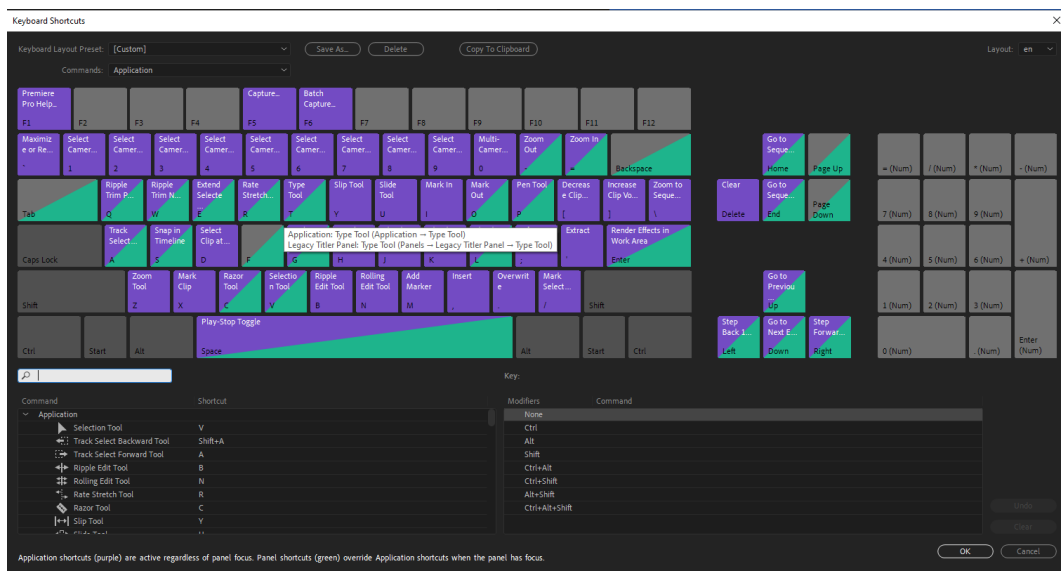 Keyboard Shortcuts
Keyboard Layout Preset: [Custom] Save As... Delete Copy To Clipboard Layout: en
Commands: Application
Premiere Pro Help... F1
F2
F3
F4
Capture... F5
Batch Capture... F6
F7
F8
F9
F10
F11
F12
Maximiz e or Re... `
Select Camer... 1
Select Camer... 2
Select Camer... 3
Select Camer... 4
Select Camer... 5
Select Camer... 6
Select Camer... 7
Select Camer... 8
Select Camer... 9
Multi-Camer... 0
Zoom Out -
Zoom In =
Backspace
Go to Seque... Home
Page Up
= (Num)
/ (Num)
* (Num)
- (Num)
Tab
Ripple Trim P... Q
Ripple Trim N... W
Extend Selecte ... E
Rate Stretch... R
Type Tool T
Slip Tool Y
Slide Tool U
Mark In I
Mark Out O
Pen Tool P
Decreas e Clip... [
Increase Clip Vo... ]
Zoom to Seque... \
Clear Delete
Go to Seque... End
Page Down
7 (Num)
8 (Num)
9 (Num)
Caps Lock
Track Select... A
Snap in Timeline S
Select Clip at... D
F
G
H
J
K
L
;
Extract '
Render Effects in Work Area Enter
Application: Type Tool (Application → Type Tool)
Legacy Titler Panel: Type Tool (Panels → Legacy Titler Panel → Type Tool)
4 (Num)
5 (Num)
6 (Num)
+ (Num)
Shift
Zoom Tool Z
Mark Clip X
Razor Tool C
Selectio n Tool V
Ripple Edit Tool B
Rolling Edit Tool N
Add Marker M
Insert ,
Overwrit e .
Mark Select... /
Shift
Go to Previou ... Up
1 (Num)
2 (Num)
3 (Num)
Ctrl
Start
Alt
Play-Stop Toggle Space
Alt
Start
Ctrl
Step Back 1... Left
Go to Next E... Down
Step Forwar... Right
0 (Num)
. (Num)
Enter (Num)
Key:
Command Shortcut
Application
Selection Tool V
Track Select Backward Tool Shift+A
Track Select Forward Tool A
Ripple Edit Tool B
Rolling Edit Tool N
Rate Stretch Tool R
Razor Tool C
Slip Tool Y
Modifiers Command
None
Ctrl
Alt
Shift
Ctrl+Alt
Ctrl+Shift
Alt+Shift
Ctrl+Alt+Shift
Undo
Clear
Application shortcuts (purple) are active regardless of panel focus. Panel shortcuts (green) override Application shortcuts when the panel has focus.
OK Cancel